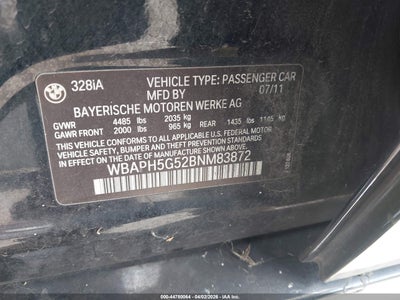 328iA
VEHICLE TYPE: PASSENGER CAR
MFD BY
07/11
BAYERISCHE MOTOREN WERKE AG
GVWR 4485 lbs 2035 kg
GAWR FRONT 2000 lbs 965 kg REAR 1435 lbs 1105 kg
THIS VEHICLE CONFORMS TO ALL APPLICABLE U.S. FEDERAL MOTOR
VEHICLE SAFETY, BUMPER, AND THEFT PREVENTION STANDARDS IN
EFFECT ON THE DATE OF MANUFACTURE SHOWN ABOVE.
WBAPH5G52BNM83872
000-44780084 - 04/02/2026 - IAA, Inc.